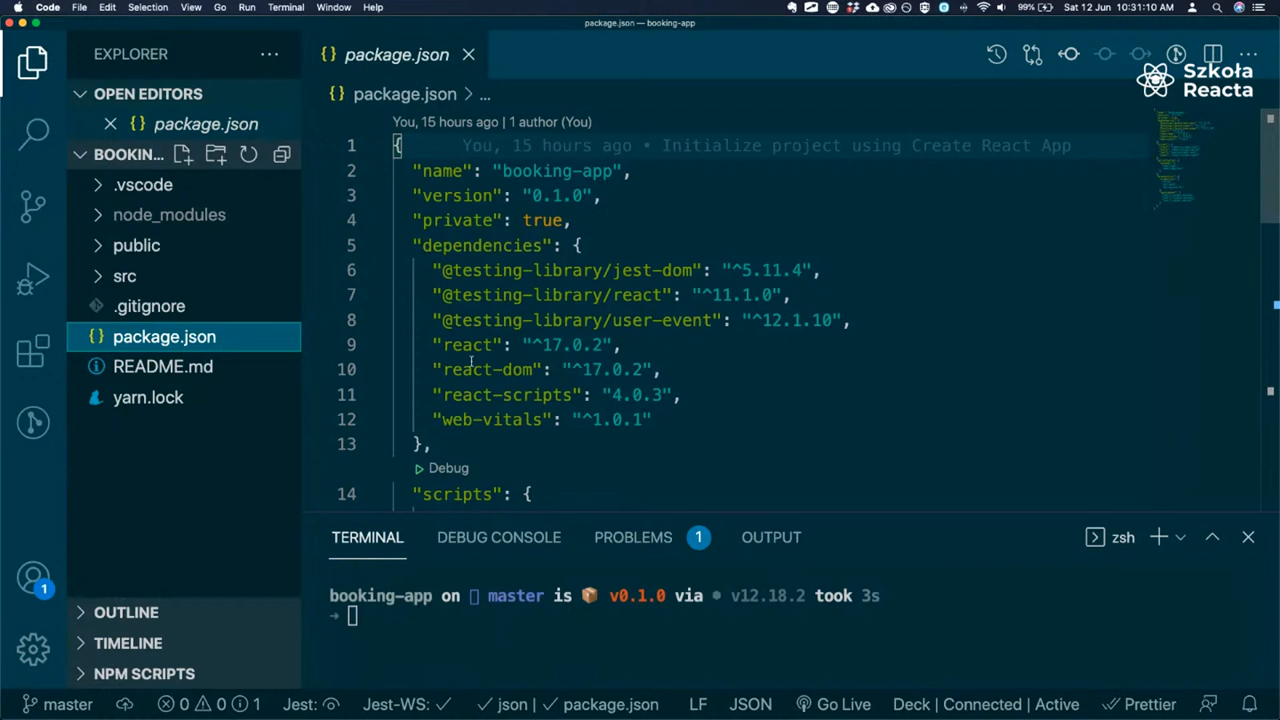 Code File Edit Selection View Go Run Terminal Window Help 99% Sat 12 Jun 10:31:10 AM
package.json — booking-app
EXPLORER
package.json
Szkoła
Reacta
OPEN EDITORS
package.json > ...
package.json
You, 15 hours ago | 1 author (You)
BOOKIN...
1 { You, 15 hours ago • Initialize project using Create React App
2 "name": "booking-app",
3 "version": "0.1.0",
4 "private": true,
5 "dependencies": {
6 "@testing-library/jest-dom": "^5.11.4",
7 "@testing-library/react": "^11.1.0",
8 "@testing-library/user-event": "^12.1.10",
9 "react": "^17.0.2",
10 "react-dom": "^17.0.2",
11 "react-scripts": "4.0.3",
12 "web-vitals": "^1.0.1"
13 },
Debug
14 "scripts": {
.vscode
node_modules
public
src
.gitignore
package.json
README.md
yarn.lock
1
OUTLINE
TIMELINE
NPM SCRIPTS
TERMINAL DEBUG CONSOLE PROBLEMS 1 OUTPUT
zsh
booking-app on master is 📦 v0.1.0 via v12.18.2 took 3s
→
master 0 0 1 Jest: Jest-WS: ✓ ✓ json | ✓ package.json LF JSON Go Live Deck | Connected | Active Prettier